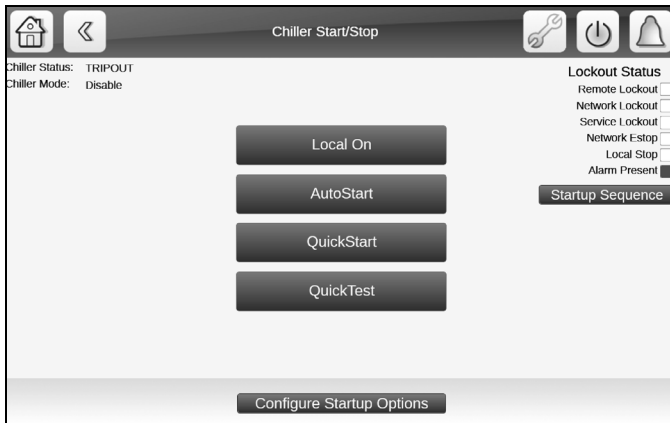 Chiller Start/Stop
Chiller Status: TRIPOUT
Chiller Mode: Disable
Lockout Status
Remote Lockout
Network Lockout
Service Lockout
Network Estop
Local Stop
Alarm Present
Startup Sequence
Local On
AutoStart
QuickStart
QuickTest
Configure Startup Options